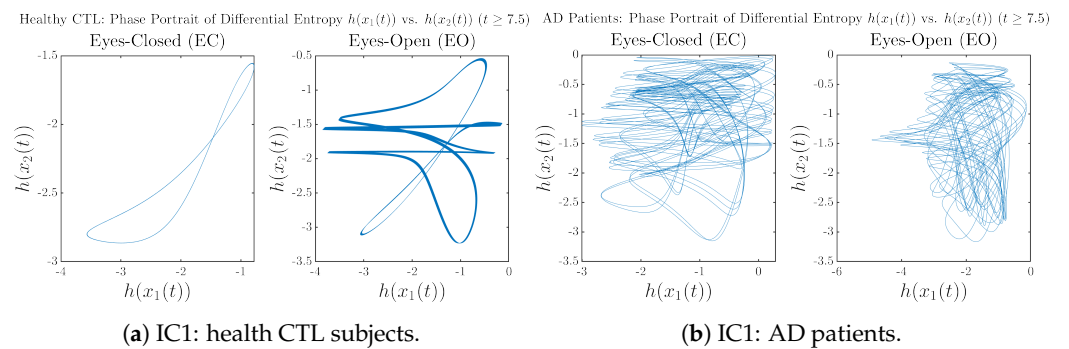 Healthy CTL: Phase Portrait of Differential Entropy h(x₁(t)) vs. h(x₂(t)) (t ≥ 7.5)
Eyes-Closed (EC)
Eyes-Open (EO)
-1.5
-2
-2.5
-3
h(x₂(t))
-4
-3
-2
-1
h(x₁(t))
-0.5
-1
-1.5
-2
-2.5
-3
-3.5
h(x₂(t))
-4
-3
-2
-1
0
h(x₁(t))
(a) IC1: health CTL subjects.
AD Patients: Phase Portrait of Differential Entropy h(x₁(t)) vs. h(x₂(t)) (t ≥ 7.5)
Eyes-Closed (EC)
Eyes-Open (EO)
0
-0.5
-1
-1.5
-2
-2.5
-3
-3.5
h(x₂(t))
-3
-2
-1
0
h(x₁(t))
0
-0.5
-1
-1.5
-2
-2.5
-3
-3.5
h(x₂(t))
-6
-4
-2
0
h(x₁(t))
(b) IC1: AD patients.